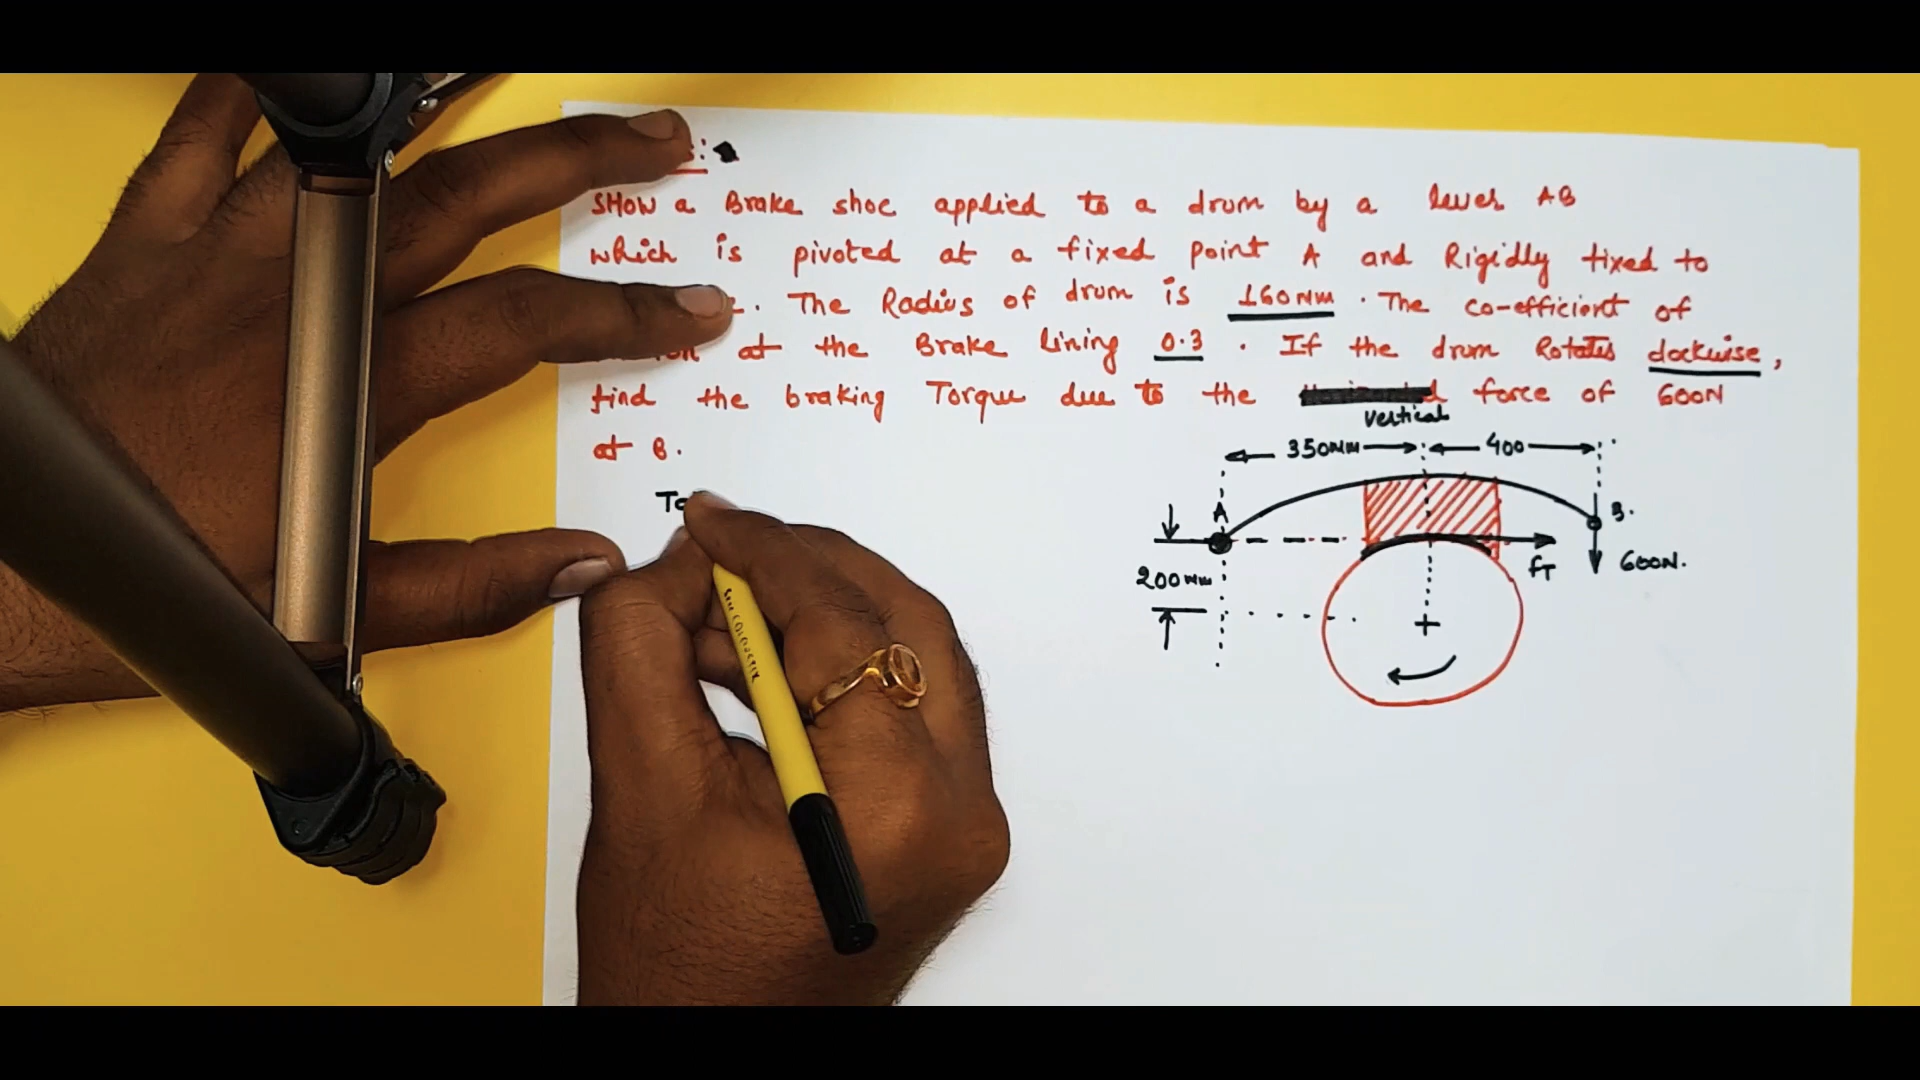 s:
SHOW a Brake shoe applied to a drum by a lever AB
which is pivoted at a fixed point A and Rigidly fixed to
The Radius of drum is 160MM. The co-efficient of
at the Brake lining 0.3. If the drum Rotates clockwise,
find the braking Torque due to the force of 600N
vertical
at B.
350MM 400
To
A
B.
200MM
fT
600N.